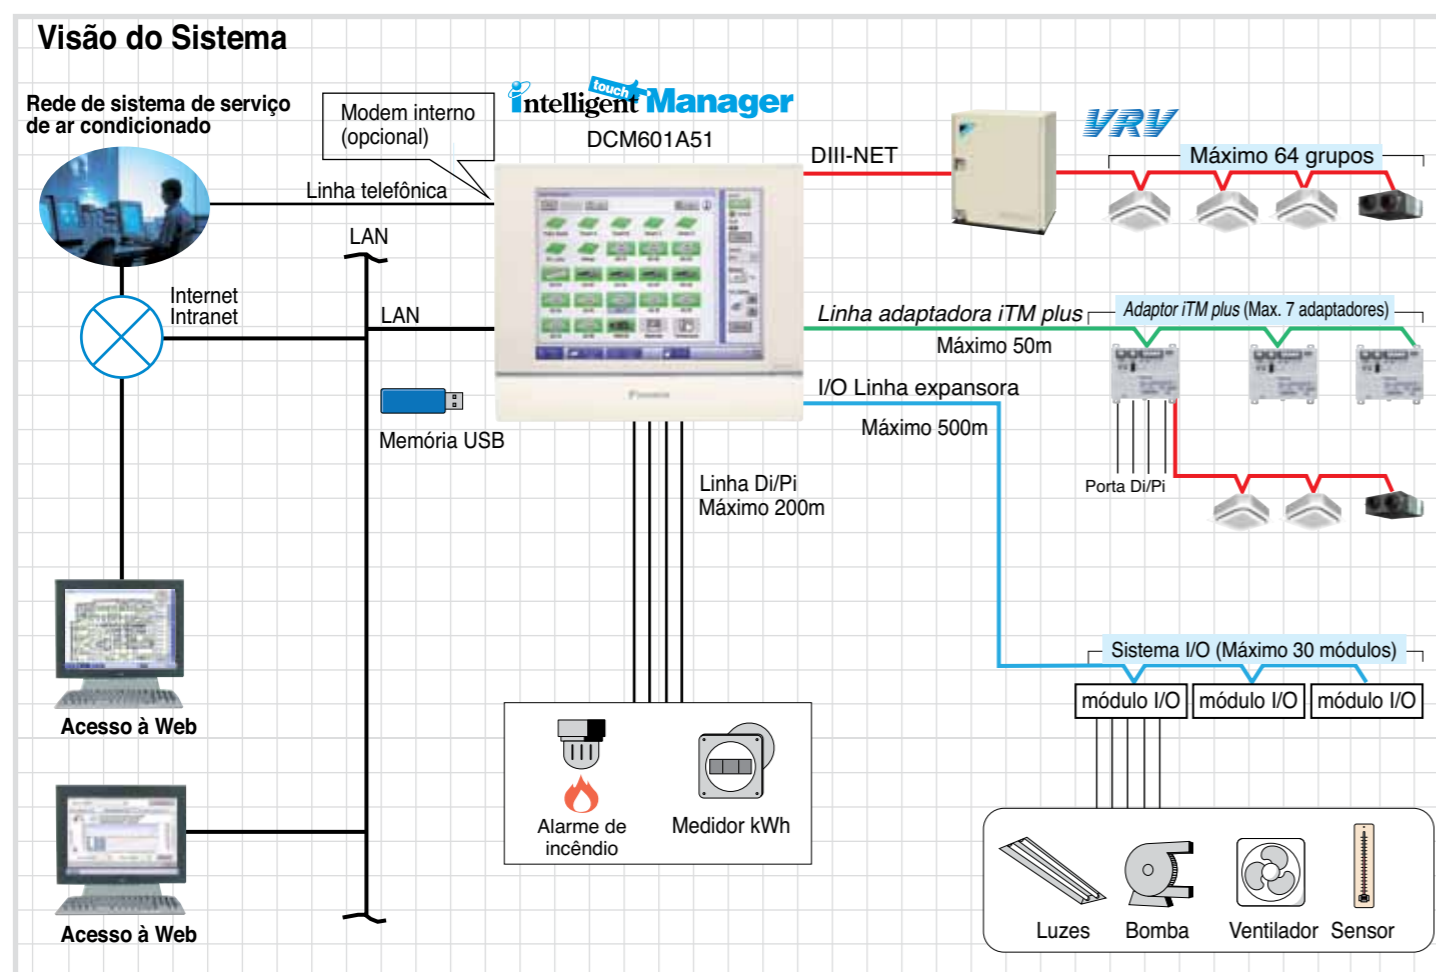 Visão do Sistema
Rede de sistema de serviço
de ar condicionado
Modem interno
(opcional)
Linha telefônica
intelligent touch Manager
DCM601A51
DIII-NET
VRV
Máximo 64 grupos
LAN
Internet
Intranet
LAN
Linha adaptadora iTM plus
Máximo 50m
Adaptor iTM plus (Max. 7 adaptadores)
I/O Linha expansora
Máximo 500m
Memória USB
Linha Di/Pi
Máximo 200m
Porta Di/Pi
Sistema I/O (Máximo 30 módulos)
módulo I/O
módulo I/O
módulo I/O
Acesso à Web
Alarme de
incêndio
Medidor kWh
Luzes
Bomba
Ventilador
Sensor
Acesso à Web